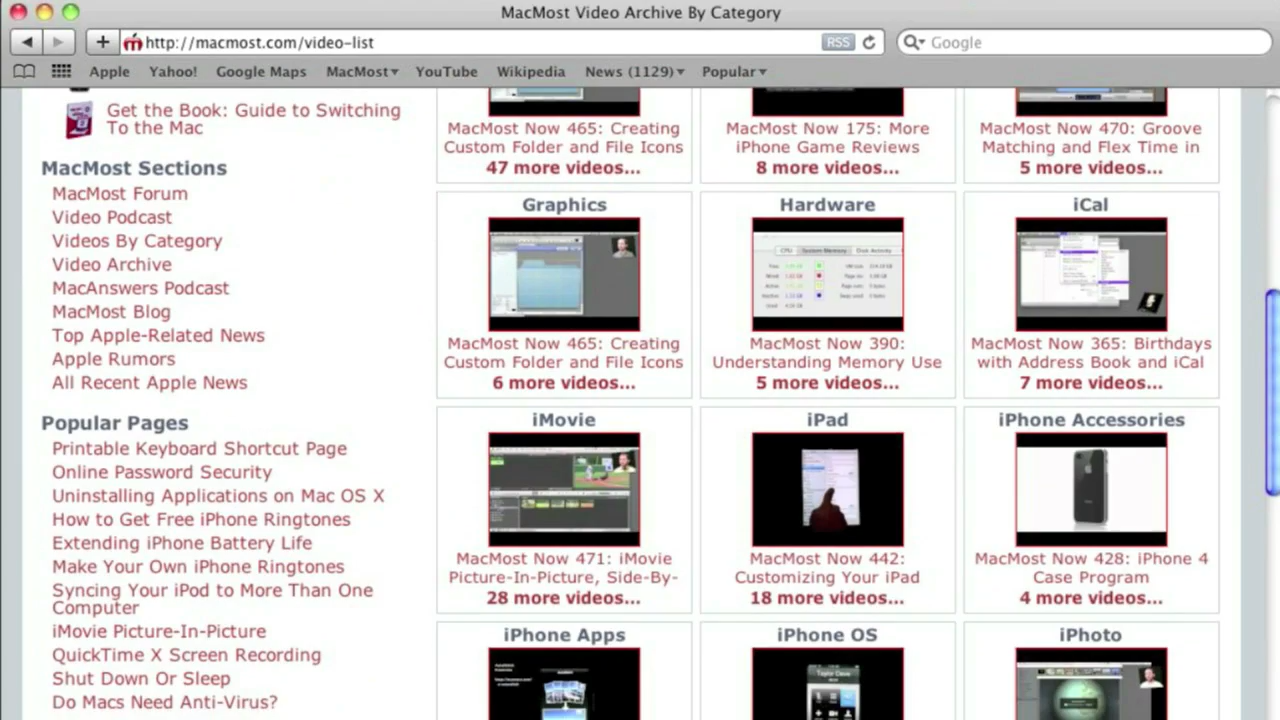 MacMost Video Archive By Category
http://macmost.com/video-list
RSS
Google
Apple
Yahoo!
Google Maps
MacMost▾
YouTube
Wikipedia
News (1129)▾
Popular▾
Get the Book: Guide to Switching
To the Mac
MacMost Sections
MacMost Forum
Video Podcast
Videos By Category
Video Archive
MacAnswers Podcast
MacMost Blog
Top Apple-Related News
Apple Rumors
All Recent Apple News
Popular Pages
Printable Keyboard Shortcut Page
Online Password Security
Uninstalling Applications on Mac OS X
How to Get Free iPhone Ringtones
Extending iPhone Battery Life
Make Your Own iPhone Ringtones
Syncing Your iPod to More Than One
Computer
iMovie Picture-In-Picture
QuickTime X Screen Recording
Shut Down Or Sleep
Do Macs Need Anti-Virus?
MacMost Now 465: Creating
Custom Folder and File Icons
47 more videos...
MacMost Now 175: More
iPhone Game Reviews
8 more videos...
MacMost Now 470: Groove
Matching and Flex Time in
5 more videos...
Graphics
MacMost Now 465: Creating
Custom Folder and File Icons
6 more videos...
Hardware
CPU
System Memory
Disk Activity
MacMost Now 390:
Understanding Memory Use
5 more videos...
iCal
MacMost Now 365: Birthdays
with Address Book and iCal
7 more videos...
iMovie
MacMost Now 471: iMovie
Picture-In-Picture, Side-By-
28 more videos...
iPad
MacMost Now 442:
Customizing Your iPad
18 more videos...
iPhone Accessories
MacMost Now 428: iPhone 4
Case Program
4 more videos...
iPhone Apps
iPhone OS
Taylor Dave
iPhoto